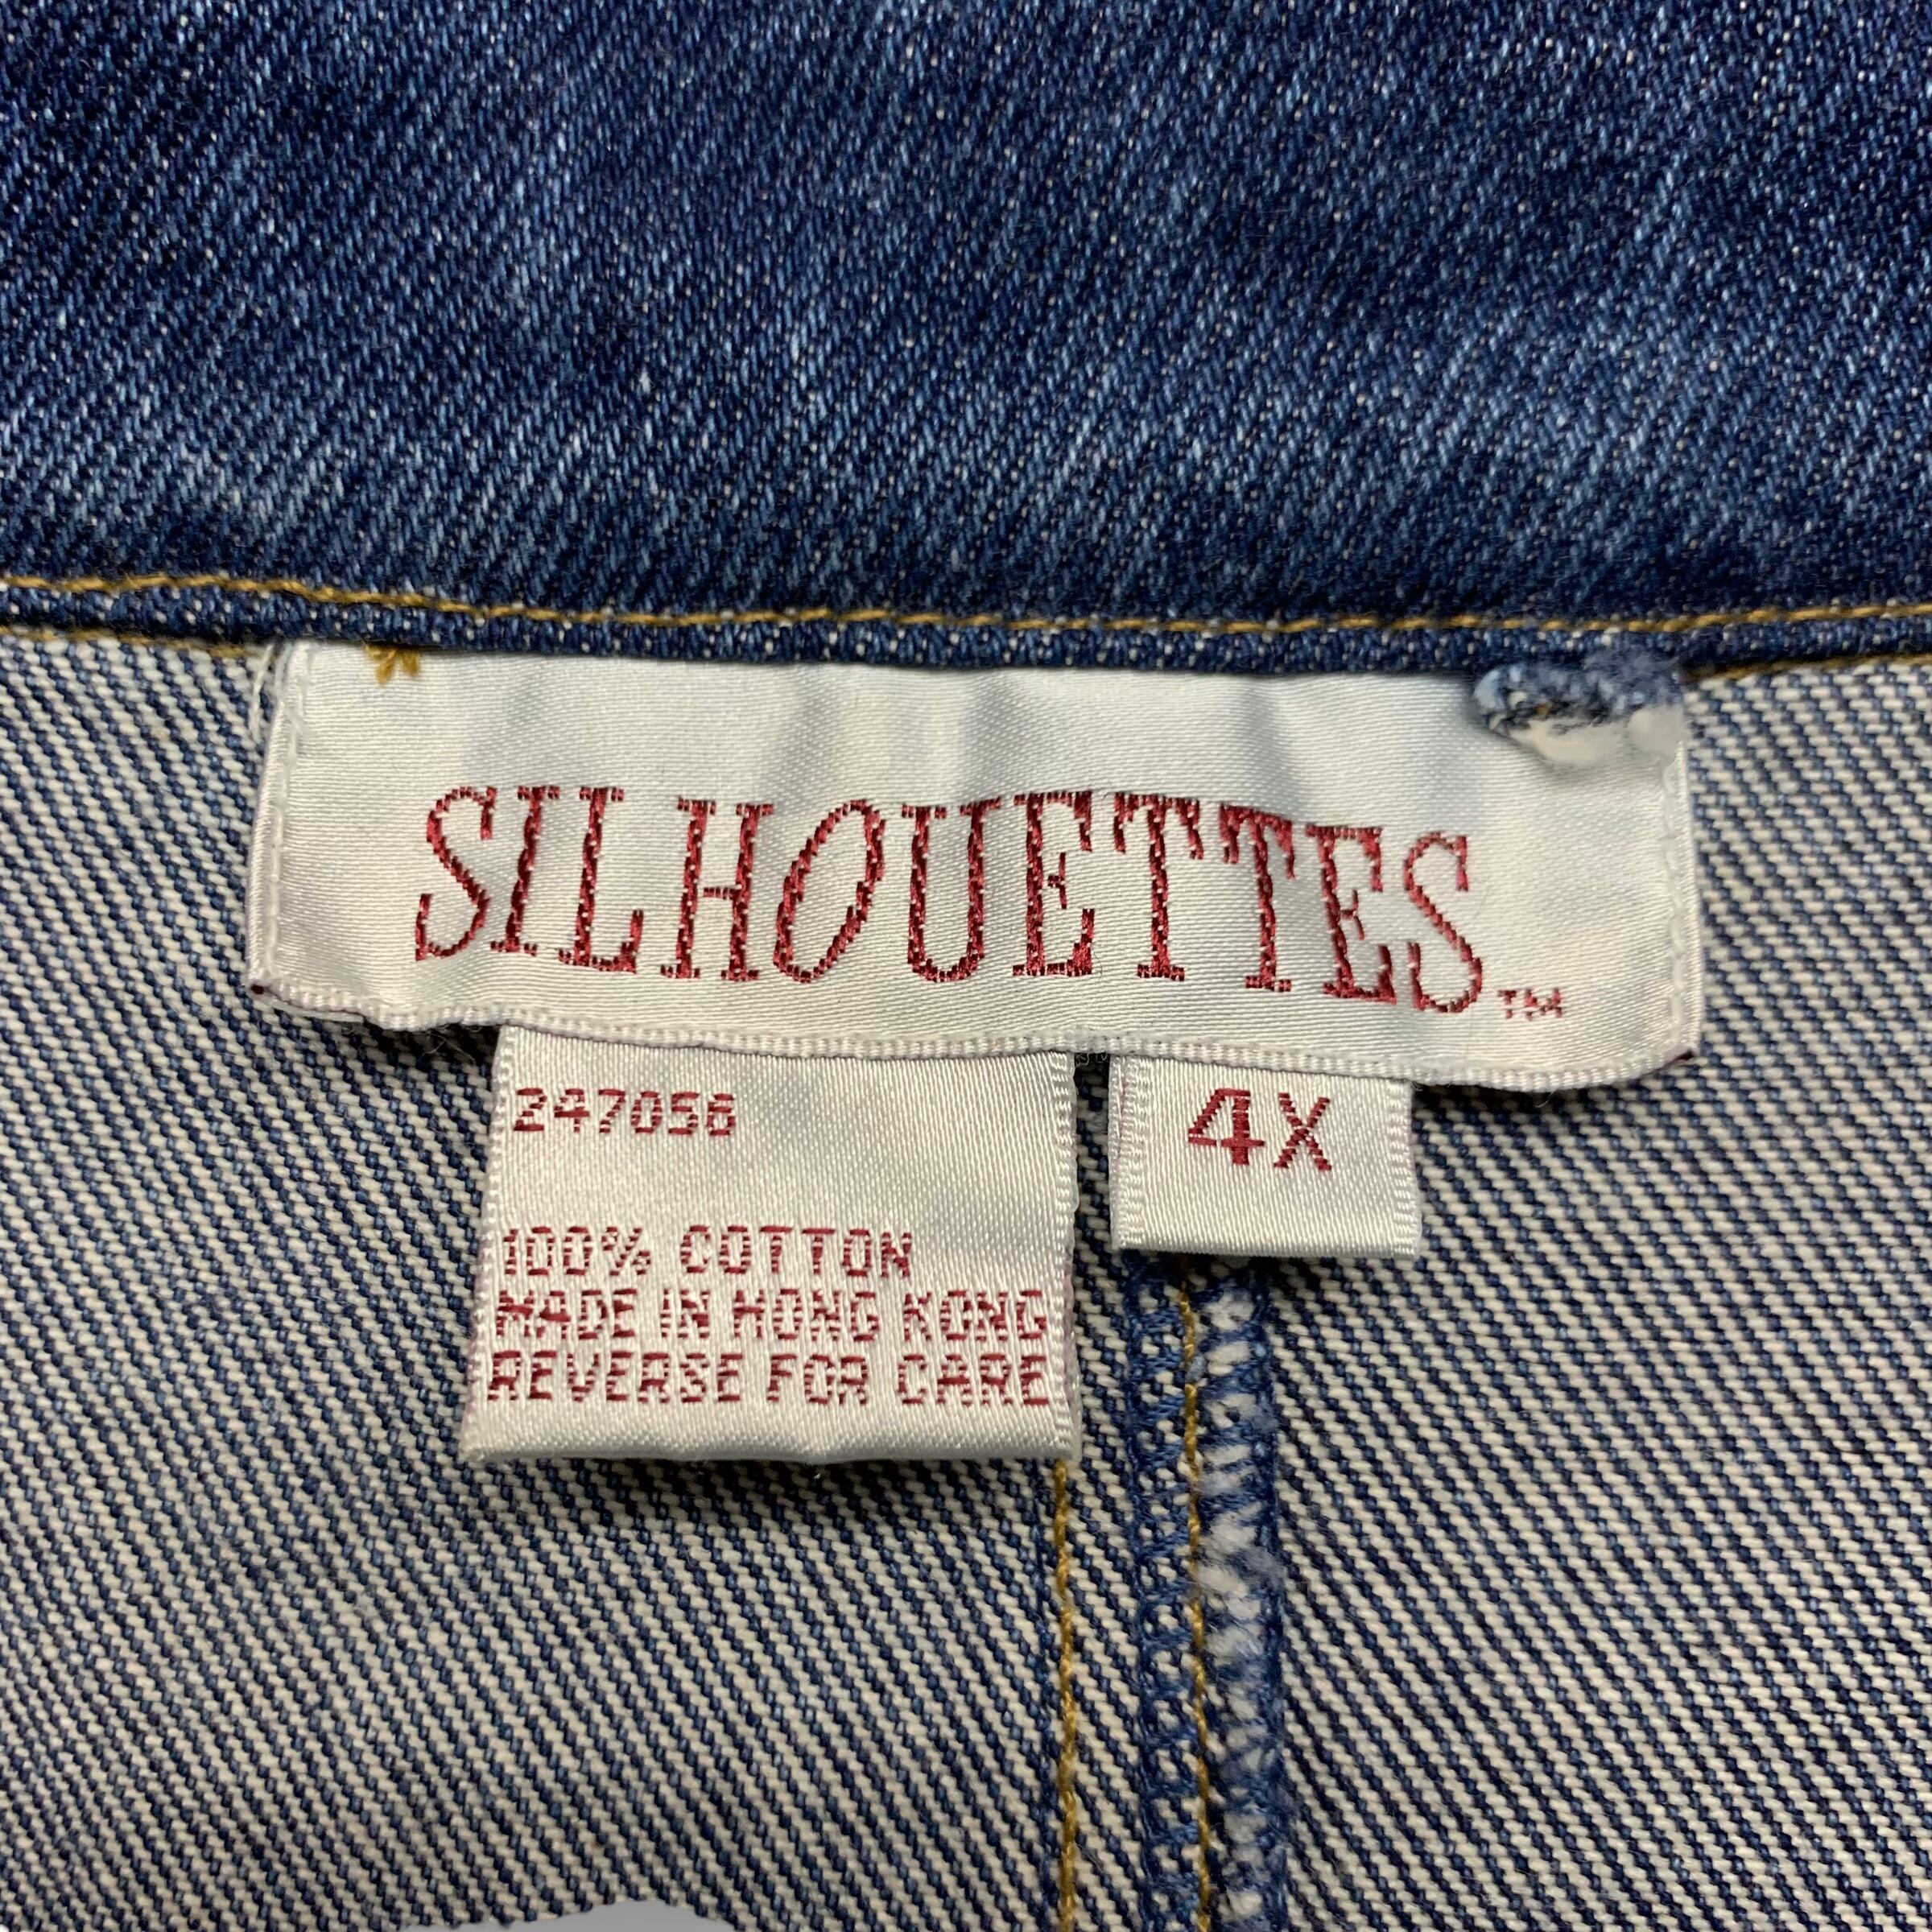 SILHOUETTES™
247056
4X
100% COTTON
MADE IN HONG KONG
REVERSE FOR CARE